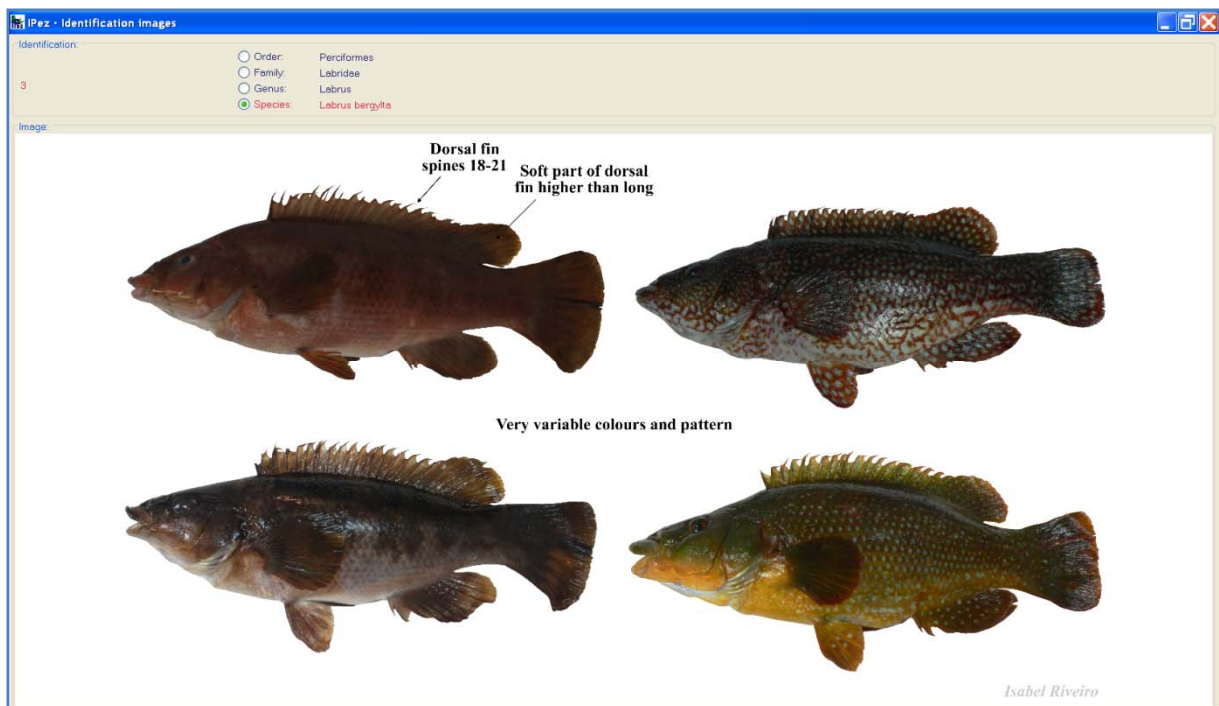 IPez - Identification images
Identification:
Order: Perciformes
Family: Labridae
3
Genus: Labrus
Species: Labrus bergylta
Image:
Dorsal fin
spines 18-21
Soft part of dorsal
fin higher than long
Very variable colours and pattern
Isabel Riveiro